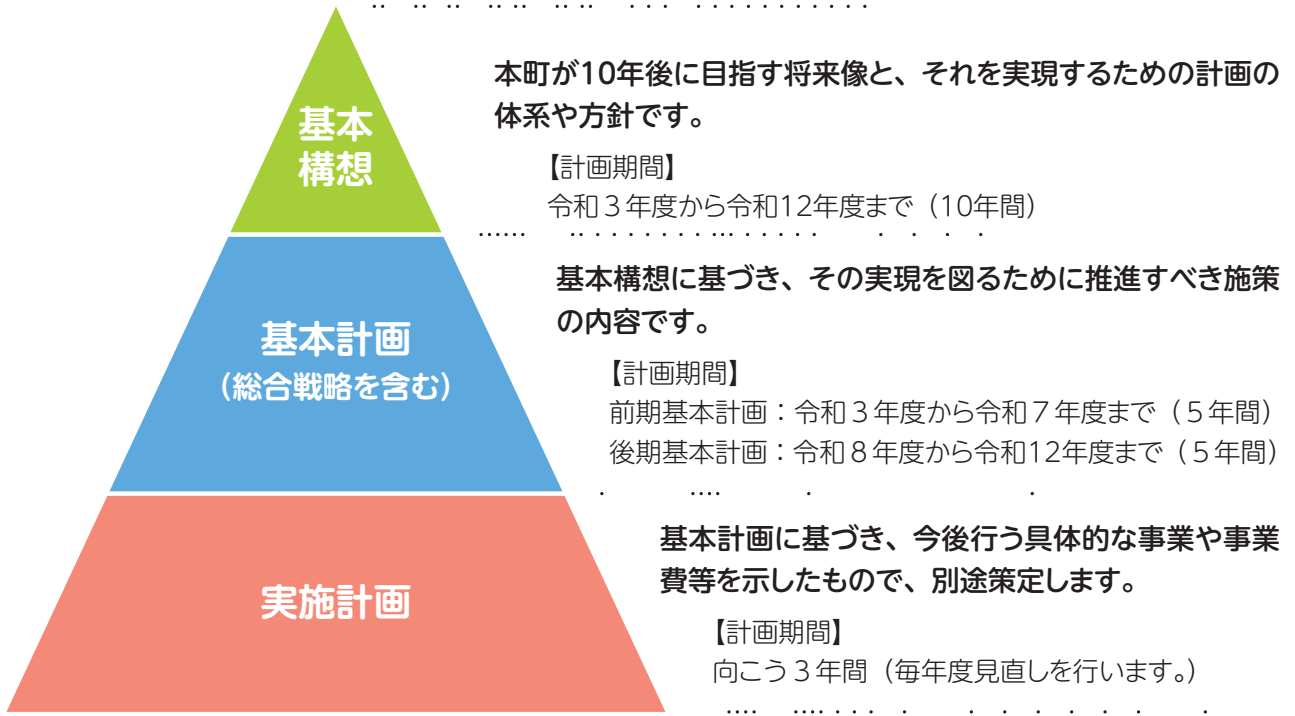 基本
構想
本町が10年後に目指す将来像と、それを実現するための計画の
体系や方針です。
【計画期間】
令和３年度から令和12年度まで（10年間）
基本計画
（総合戦略を含む）
基本構想に基づき、その実現を図るために推進すべき施策
の内容です。
【計画期間】
前期基本計画：令和３年度から令和７年度まで（５年間）
後期基本計画：令和８年度から令和12年度まで（５年間）
実施計画
基本計画に基づき、今後行う具体的な事業や事業
費等を示したもので、別途策定します。
【計画期間】
向こう３年間（毎年度見直しを行います。）